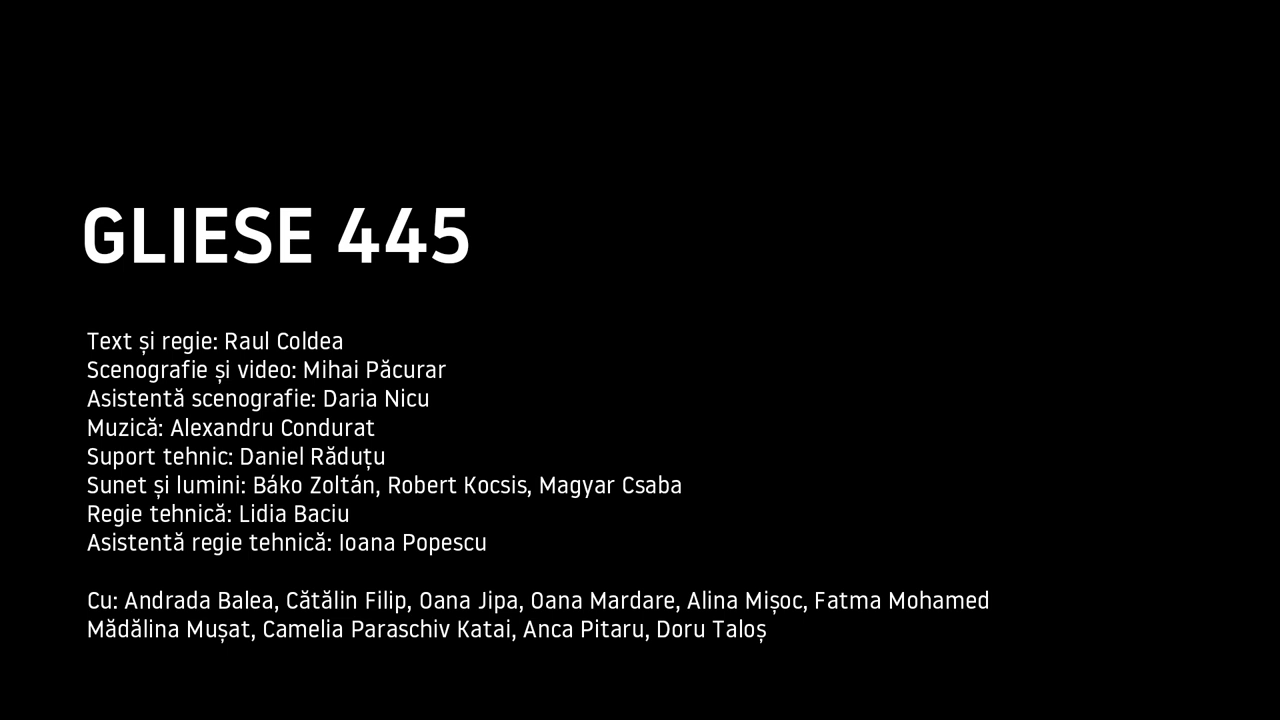 GLIESE 445
Text și regie: Raul Coldea
Scenografie și video: Mihai Păcurar
Asistentă scenografie: Daria Nicu
Muzică: Alexandru Condurat
Suport tehnic: Daniel Răduțu
Sunet și lumini: Báko Zoltán, Robert Kocsis, Magyar Csaba
Regie tehnică: Lidia Baciu
Asistentă regie tehnică: Ioana Popescu
Cu: Andrada Balea, Cătălin Filip, Oana Jipa, Oana Mardare, Alina Mișoc, Fatma Mohamed
Mădălina Mușat, Camelia Paraschiv Katai, Anca Pitaru, Doru Taloș